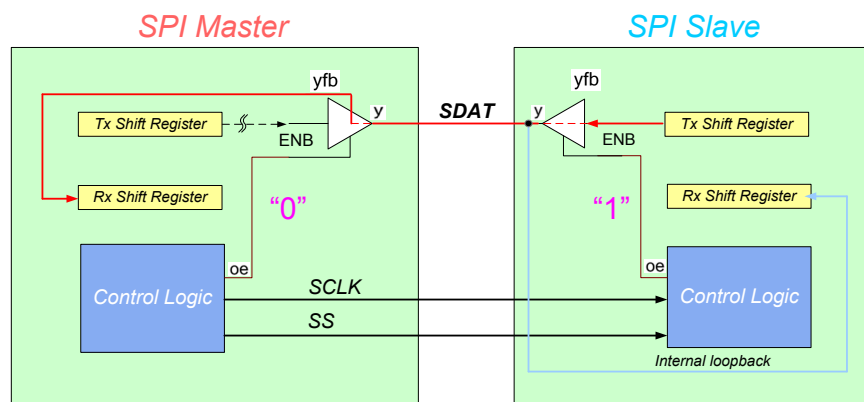 SPI Master
SPI Slave
yfb
yfb
y
SDAT
y
Tx Shift Register
ENB
ENB
Tx Shift Register
Rx Shift Register
"0"
"1"
Rx Shift Register
oe
oe
Control Logic
SCLK
Control Logic
SS
Internal loopback